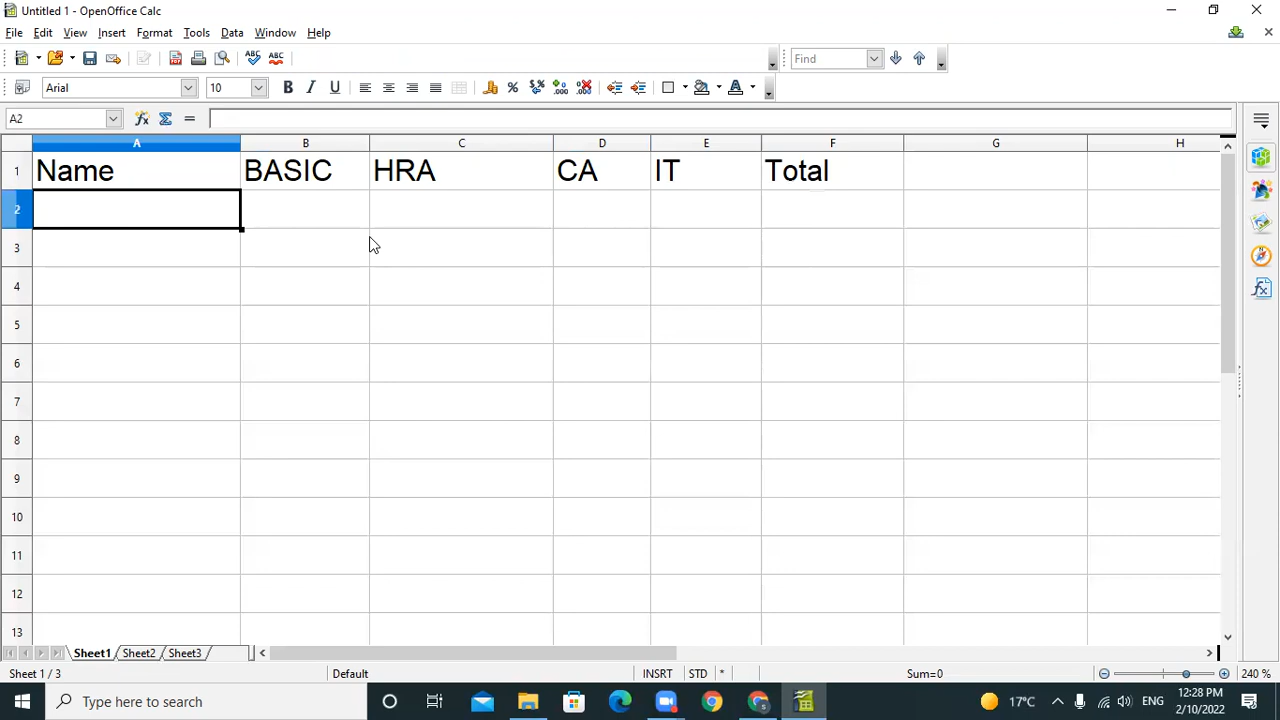 Untitled 1 - OpenOffice Calc
File Edit View Insert Format Tools Data Window Help
Find
Arial 10
A2
A B C D E F G H
1 Name BASIC HRA CA IT Total
2
3
4
5
6
7
8
9
10
11
12
13
Sheet1 Sheet2 Sheet3
Sheet 1 / 3 Default INSRT STD * Sum=0 240 %
Type here to search 17°C ENG 12:28 PM
2/10/2022